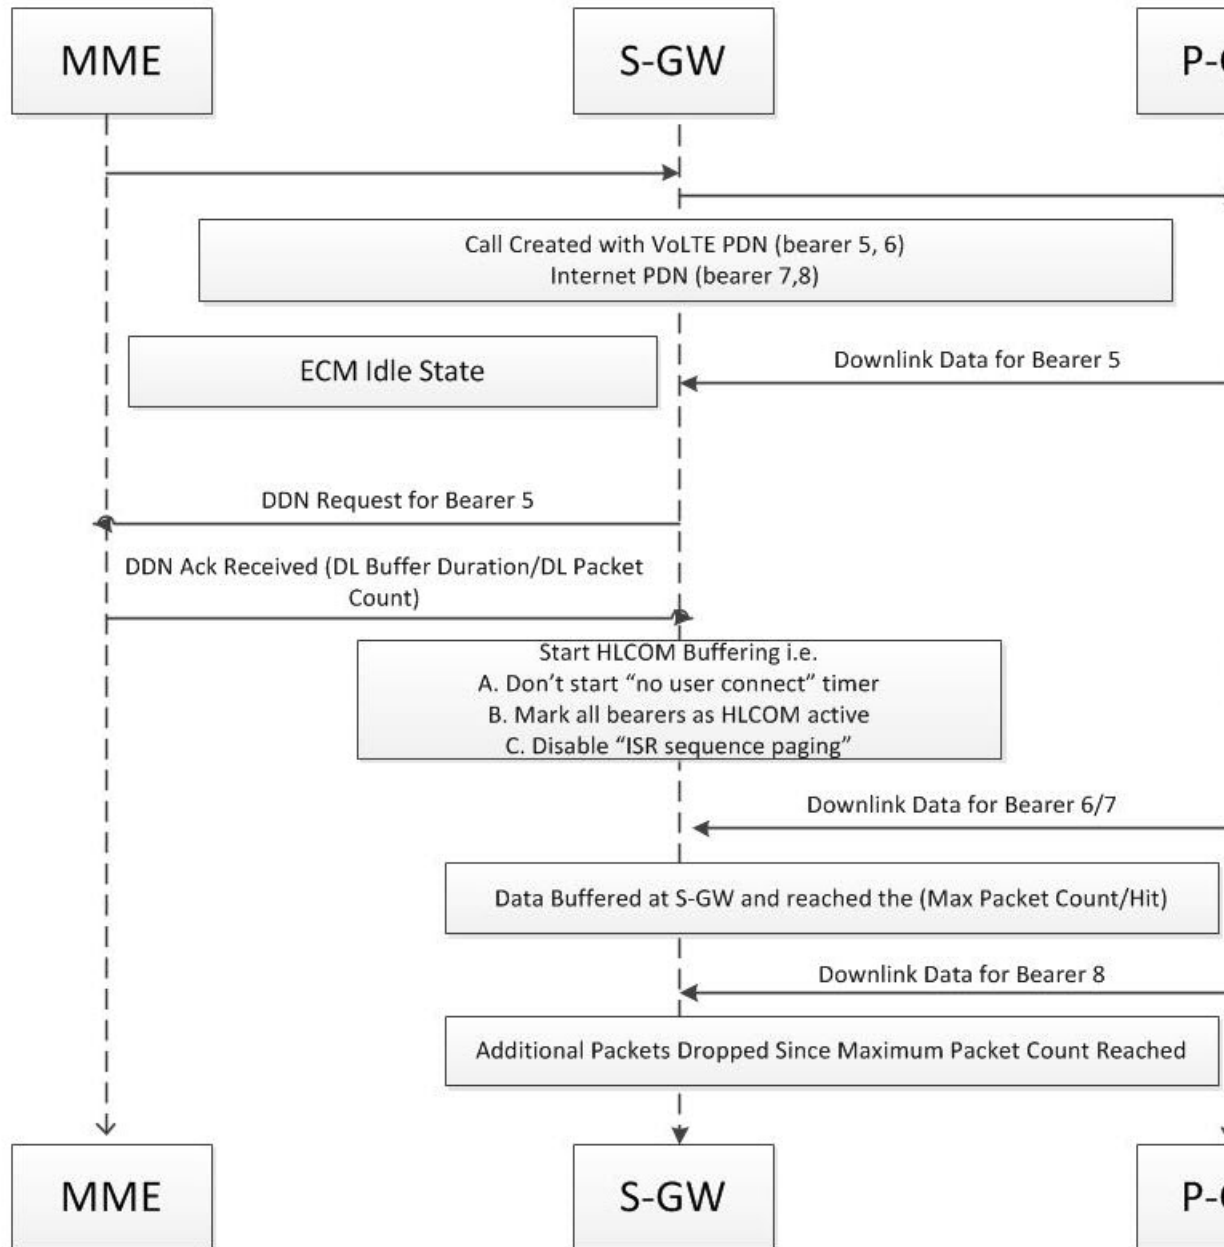 MME
S-GW
P-
Call Created with VoLTE PDN (bearer 5, 6)
Internet PDN (bearer 7,8)
ECM Idle State
Downlink Data for Bearer 5
DDN Request for Bearer 5
DDN Ack Received (DL Buffer Duration/DL Packet
Count)
Start HLCOM Buffering i.e.
A. Don't start “no user connect” timer
B. Mark all bearers as HLCOM active
C. Disable “ISR sequence paging”
Downlink Data for Bearer 6/7
Data Buffered at S-GW and reached the (Max Packet Count/Hit)
Downlink Data for Bearer 8
Additional Packets Dropped Since Maximum Packet Count Reached
MME
S-GW
P-